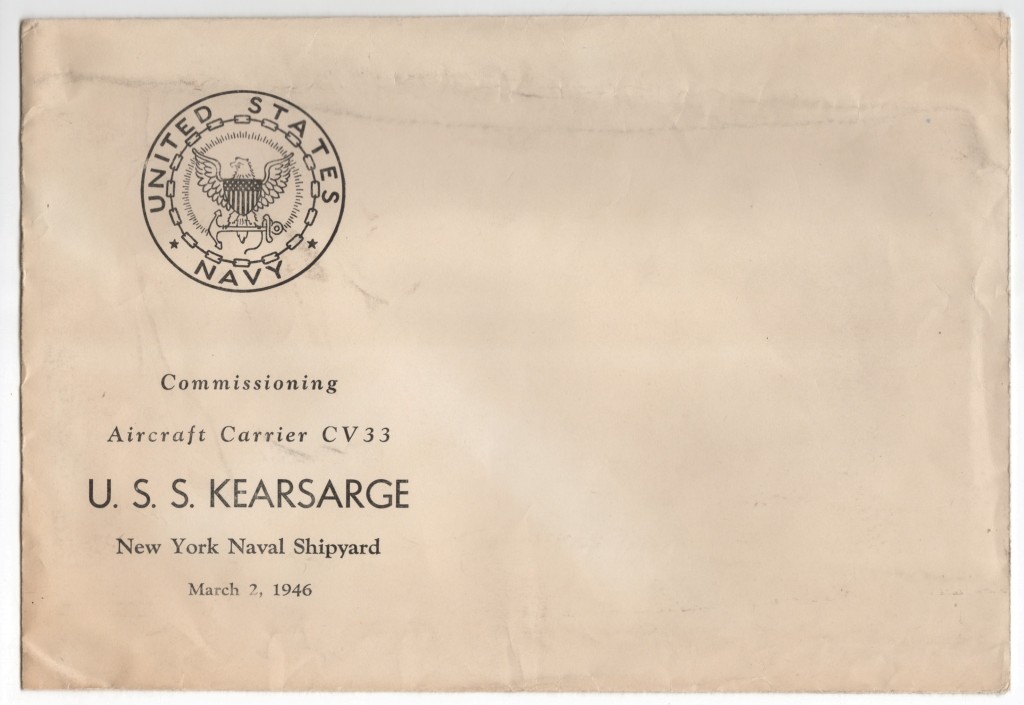 UNITED STATES
NAVY
Commissioning
Aircraft Carrier CV33
U. S. S. KEARSARGE
New York Naval Shipyard
March 2, 1946